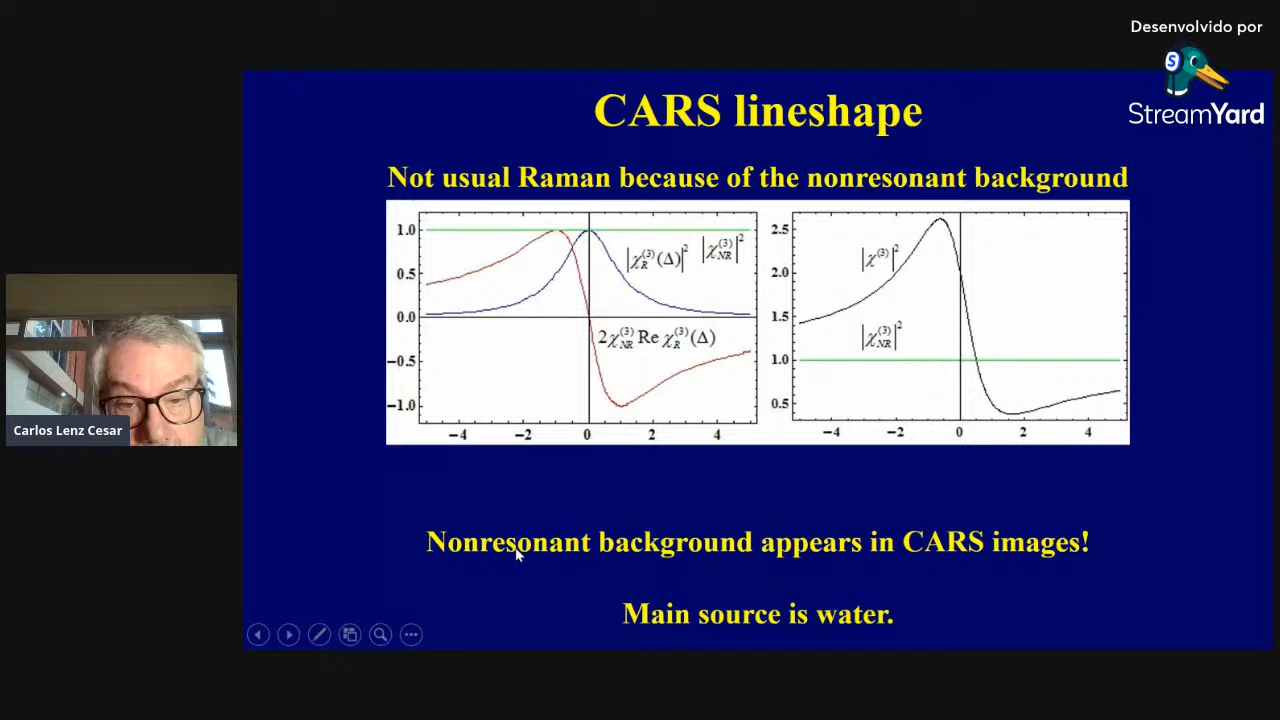 Desenvolvido por
StreamYard
CARS lineshape
Not usual Raman because of the nonresonant background
1.0
0.5
0.0
−0.5
−1.0
−4 −2 0 2 4
|χ_R^(3)(Δ)|² |χ_NR^(3)|²
2χ_NR^(3) Re χ_R^(3)(Δ)
2.5
2.0
1.5
1.0
0.5
−4 −2 0 2 4
|χ^(3)|²
|χ_NR^(3)|²
Carlos Lenz Cesar
Nonresonant background appears in CARS images!
Main source is water.